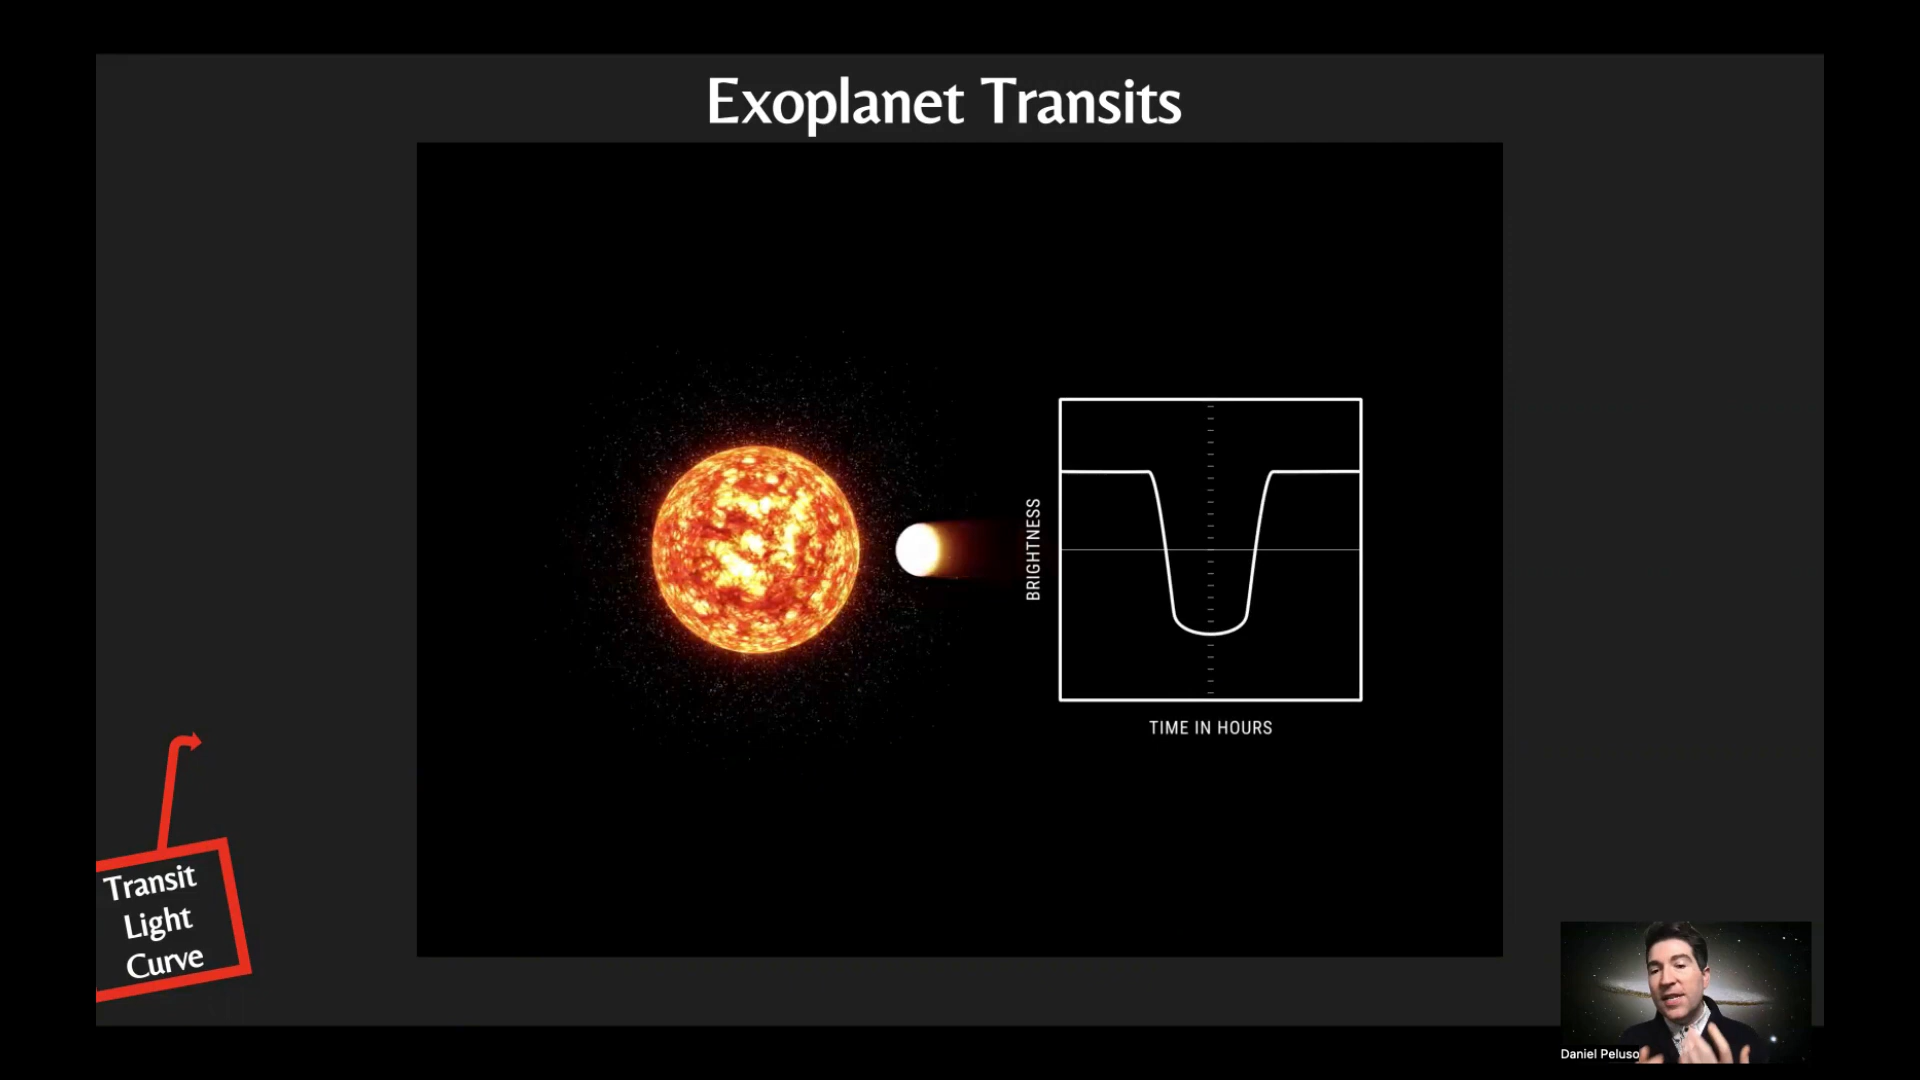 Exoplanet Transits
BRIGHTNESS
TIME IN HOURS
Transit
Light
Curve
Daniel Peluso